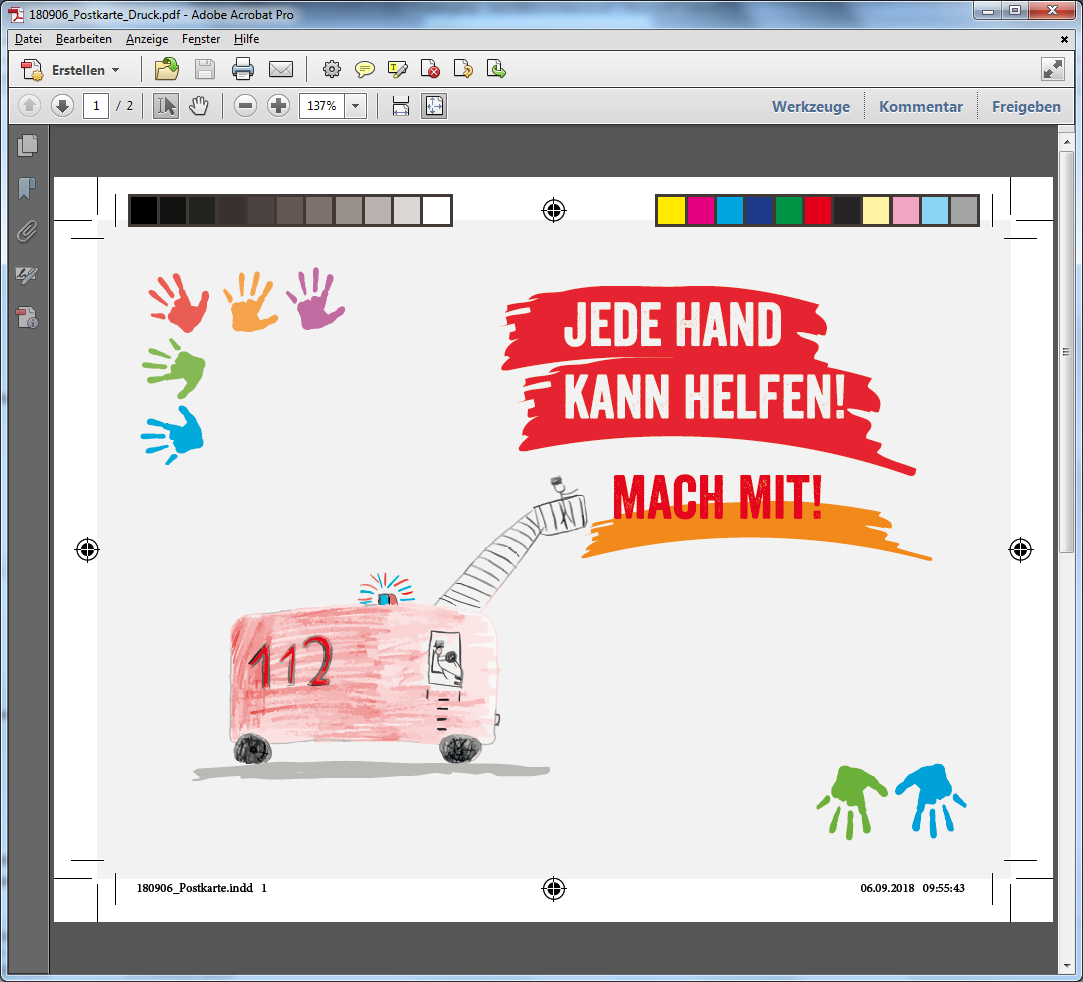 180906_Postkarte_Druck.pdf - Adobe Acrobat Pro
Datei Bearbeiten Anzeige Fenster Hilfe
Erstellen
1 / 2 137% Werkzeuge Kommentar Freigeben
JEDE HAND
KANN HELFEN!
MACH MIT!
112
180906_Postkarte.indd 1 06.09.2018 09:55:43